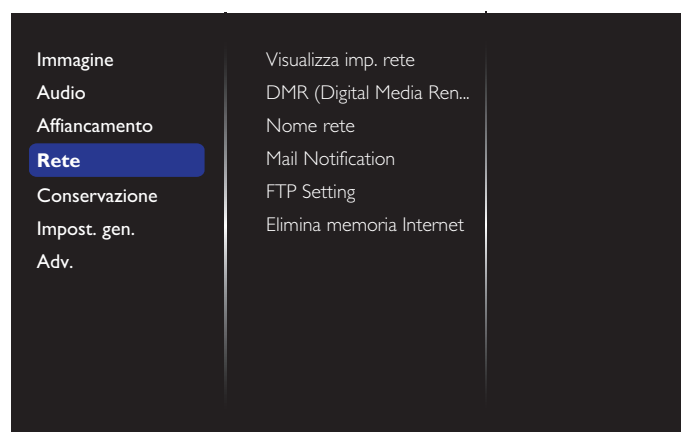 Immagine
Audio
Affiancamento
Rete
Conservazione
Impost. gen.
Adv.
Visualizza imp. rete
DMR (Digital Media Ren...
Nome rete
Mail Notification
FTP Setting
Elimina memoria Internet